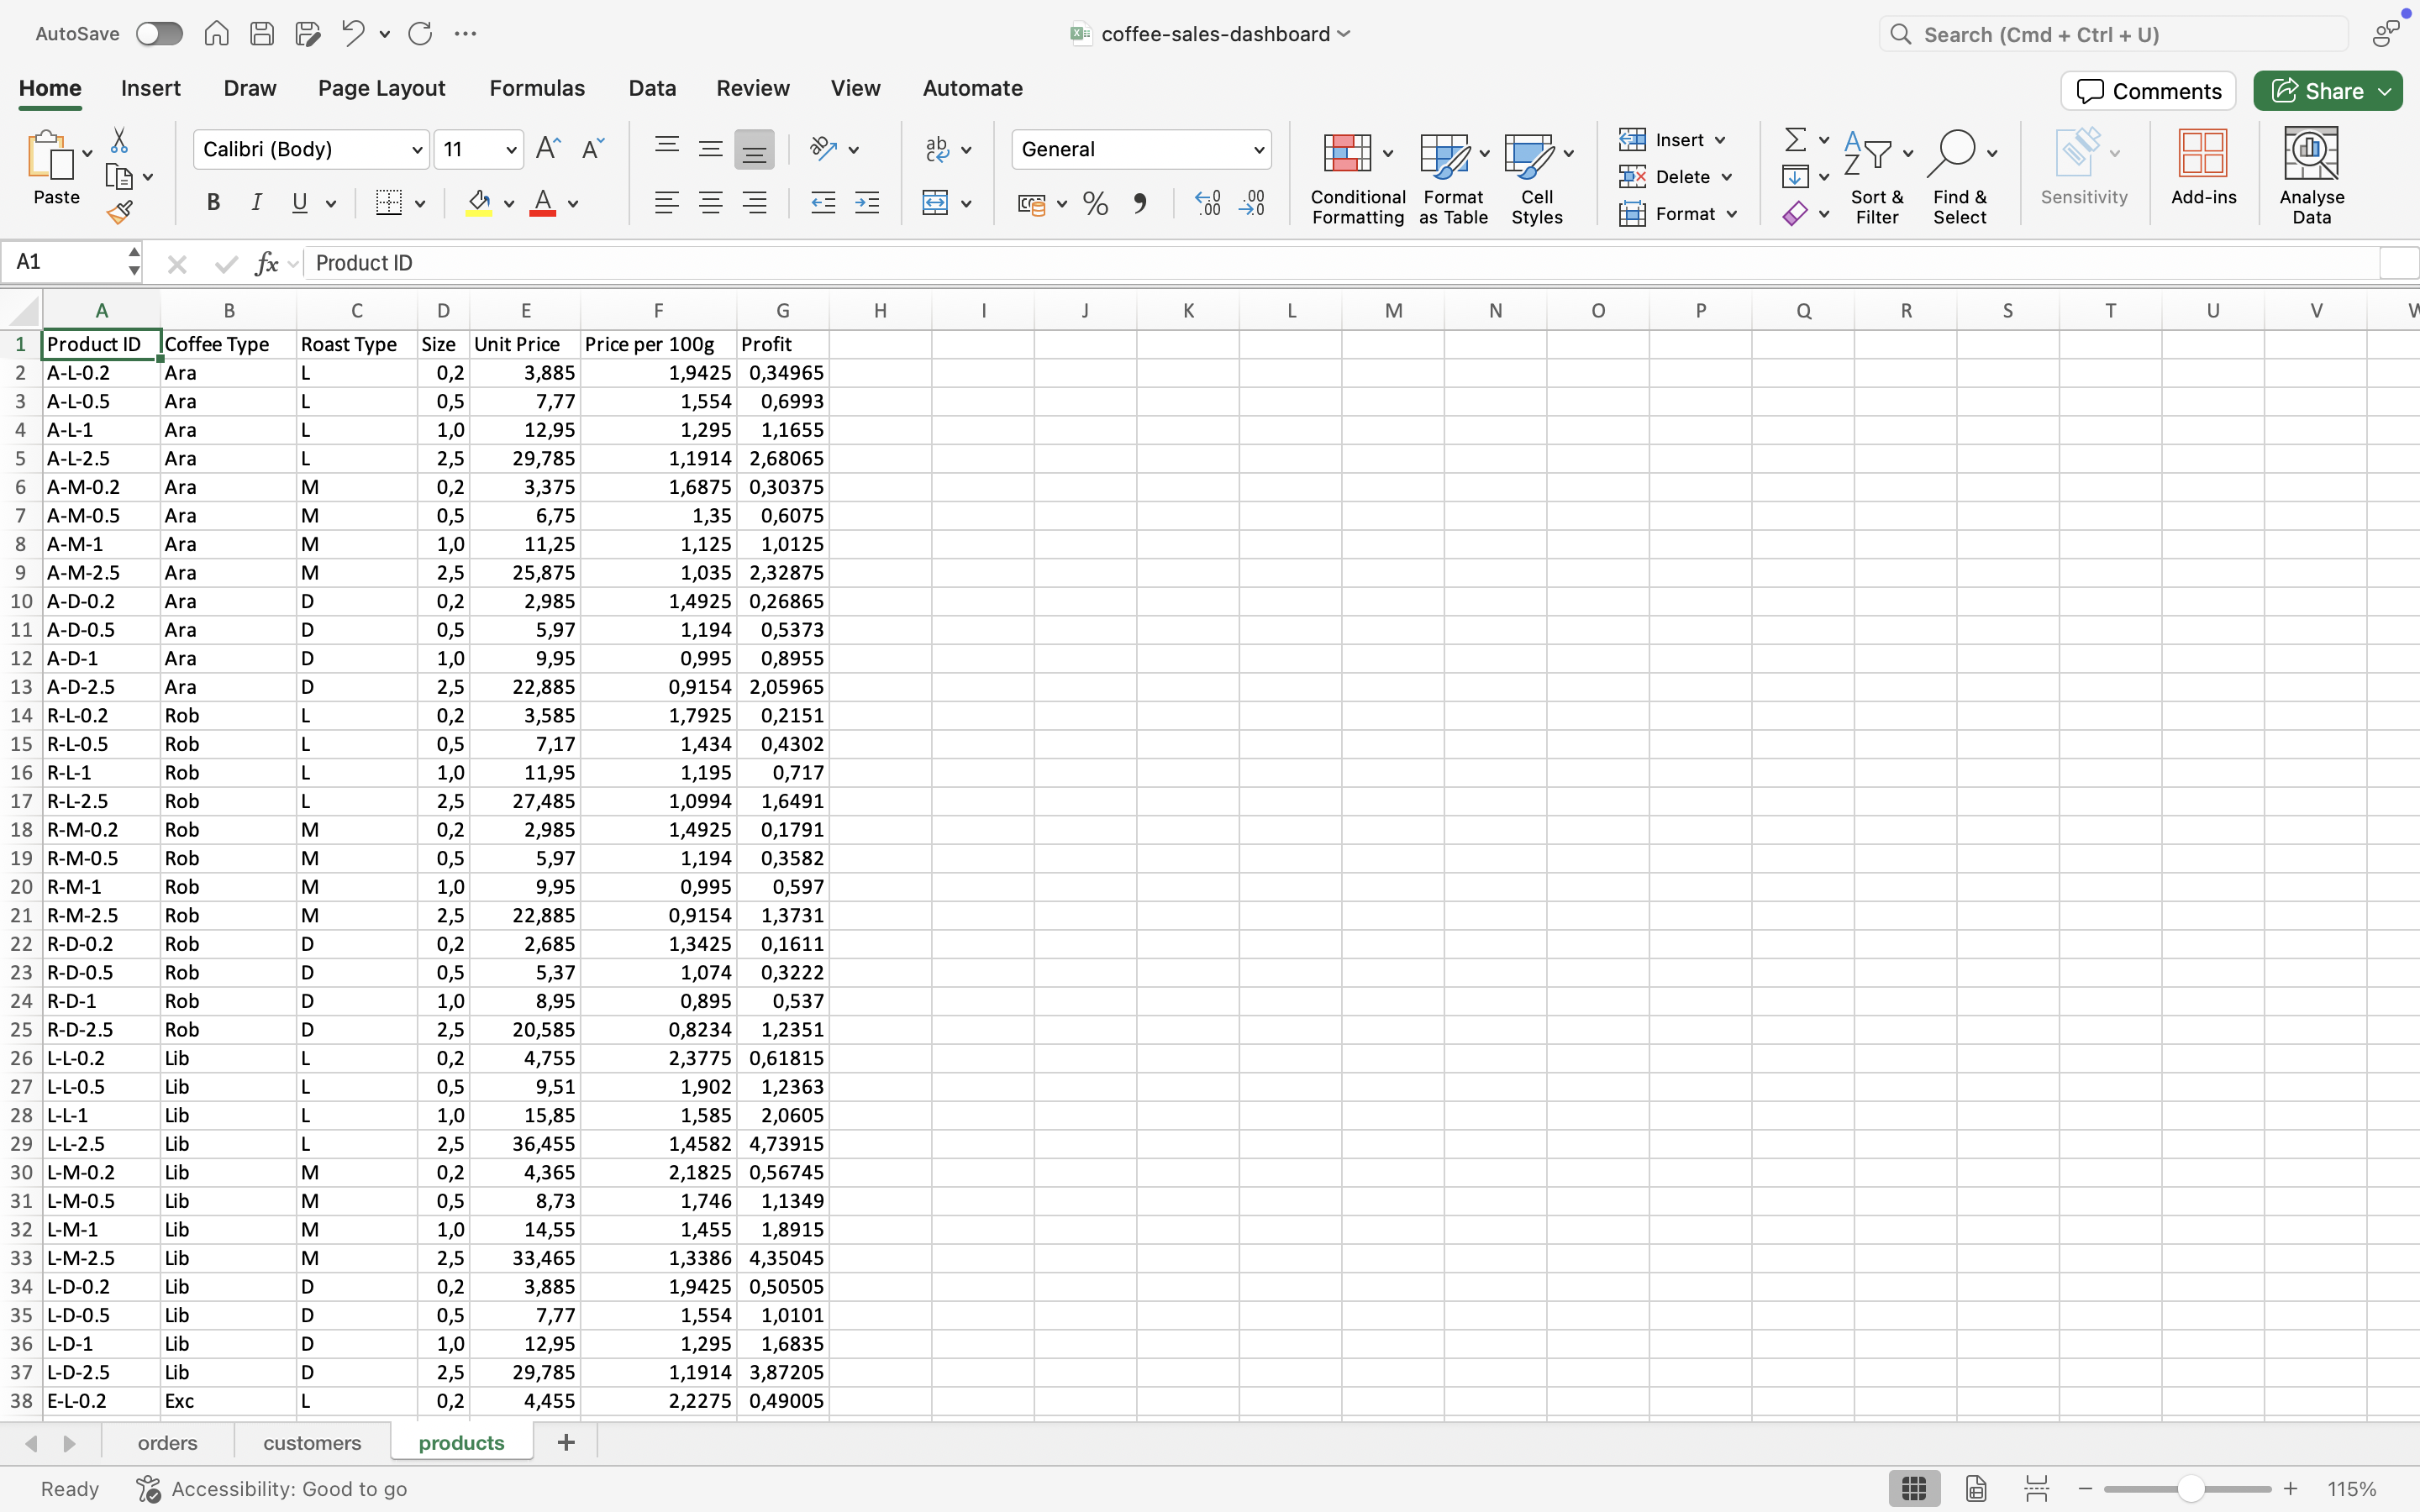 AutoSave
coffee-sales-dashboard
Search (Cmd + Ctrl + U)
Home Insert Draw Page Layout Formulas Data Review View Automate
Comments Share
Paste
Calibri (Body) 11
B I U
General
Conditional Formatting
Format as Table
Cell Styles
Insert
Delete
Format
Sort & Filter
Find & Select
Sensitivity
Add-ins
Analyse Data
A1 fx Product ID
A B C D E F G H I J K L M N O P Q R S T U V W
1 Product ID Coffee Type Roast Type Size Unit Price Price per 100g Profit
2 A-L-0.2 Ara L 0,2 3,885 1,9425 0,34965
3 A-L-0.5 Ara L 0,5 7,77 1,554 0,6993
4 A-L-1 Ara L 1,0 12,95 1,295 1,1655
5 A-L-2.5 Ara L 2,5 29,785 1,1914 2,68065
6 A-M-0.2 Ara M 0,2 3,375 1,6875 0,30375
7 A-M-0.5 Ara M 0,5 6,75 1,35 0,6075
8 A-M-1 Ara M 1,0 11,25 1,125 1,0125
9 A-M-2.5 Ara M 2,5 25,875 1,035 2,32875
10 A-D-0.2 Ara D 0,2 2,985 1,4925 0,26865
11 A-D-0.5 Ara D 0,5 5,97 1,194 0,5373
12 A-D-1 Ara D 1,0 9,95 0,995 0,8955
13 A-D-2.5 Ara D 2,5 22,885 0,9154 2,05965
14 R-L-0.2 Rob L 0,2 3,585 1,7925 0,2151
15 R-L-0.5 Rob L 0,5 7,17 1,434 0,4302
16 R-L-1 Rob L 1,0 11,95 1,195 0,717
17 R-L-2.5 Rob L 2,5 27,485 1,0994 1,6491
18 R-M-0.2 Rob M 0,2 2,985 1,4925 0,1791
19 R-M-0.5 Rob M 0,5 5,97 1,194 0,3582
20 R-M-1 Rob M 1,0 9,95 0,995 0,597
21 R-M-2.5 Rob M 2,5 22,885 0,9154 1,3731
22 R-D-0.2 Rob D 0,2 2,685 1,3425 0,1611
23 R-D-0.5 Rob D 0,5 5,37 1,074 0,3222
24 R-D-1 Rob D 1,0 8,95 0,895 0,537
25 R-D-2.5 Rob D 2,5 20,585 0,8234 1,2351
26 L-L-0.2 Lib L 0,2 4,755 2,3775 0,61815
27 L-L-0.5 Lib L 0,5 9,51 1,902 1,2363
28 L-L-1 Lib L 1,0 15,85 1,585 2,0605
29 L-L-2.5 Lib L 2,5 36,455 1,4582 4,73915
30 L-M-0.2 Lib M 0,2 4,365 2,1825 0,56745
31 L-M-0.5 Lib M 0,5 8,73 1,746 1,1349
32 L-M-1 Lib M 1,0 14,55 1,455 1,8915
33 L-M-2.5 Lib M 2,5 33,465 1,3386 4,35045
34 L-D-0.2 Lib D 0,2 3,885 1,9425 0,50505
35 L-D-0.5 Lib D 0,5 7,77 1,554 1,0101
36 L-D-1 Lib D 1,0 12,95 1,295 1,6835
37 L-D-2.5 Lib D 2,5 29,785 1,1914 3,87205
38 E-L-0.2 Exc L 0,2 4,455 2,2275 0,49005
orders customers products +
Ready Accessibility: Good to go 115%